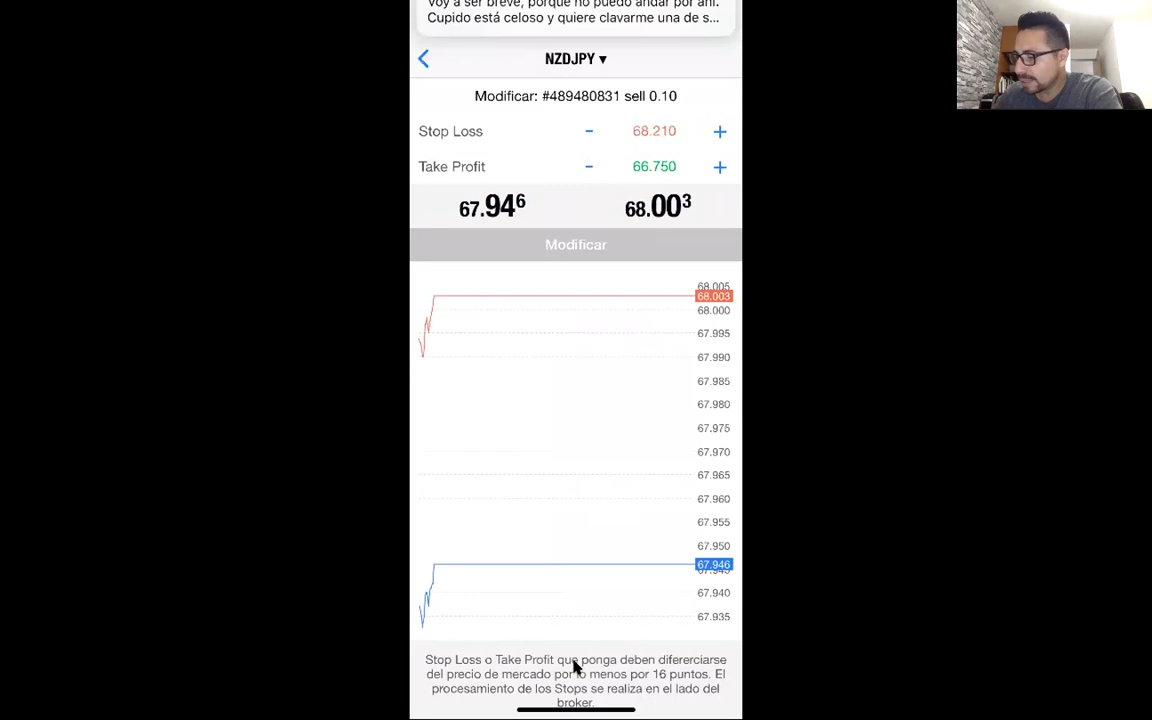 Voy a ser breve, porque no puedo andar por ahí.
Cupido está celoso y quiere clavarme una de s...
NZDJPY ▾
Modificar: #489480831 sell 0.10
Stop Loss - 68.210 +
Take Profit - 66.750 +
67.946 68.003
Modificar
68.005
68.003
68.000
67.995
67.990
67.985
67.980
67.975
67.970
67.965
67.960
67.955
67.950
67.946
67.945
67.940
67.935
Stop Loss o Take Profit que ponga deben difererciarse
del precio de mercado por lo menos por 16 puntos. El
procesamiento de los Stops se realiza en el lado del
broker.